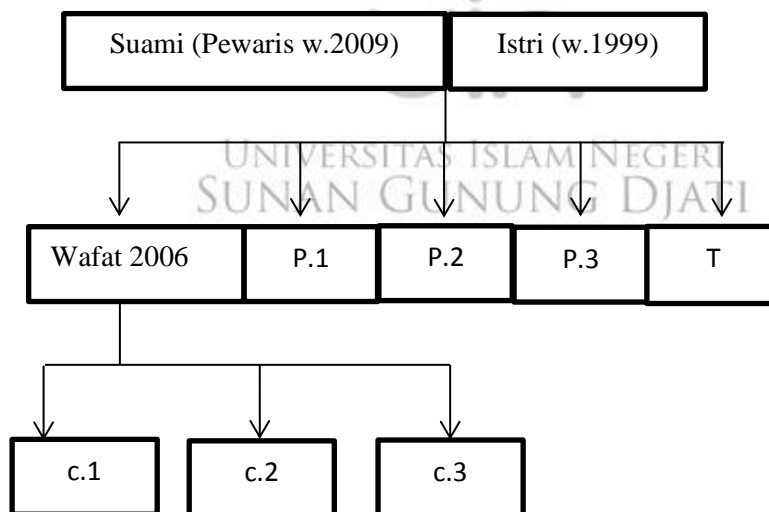 Suami (Pewaris w.2009) Istri (w.1999)
UNIVERSITAS ISLAM NEGERI
SUNAN GUNUNG DJATI
Wafat 2006 P.1 P.2 P.3 T
c.1 c.2 c.3